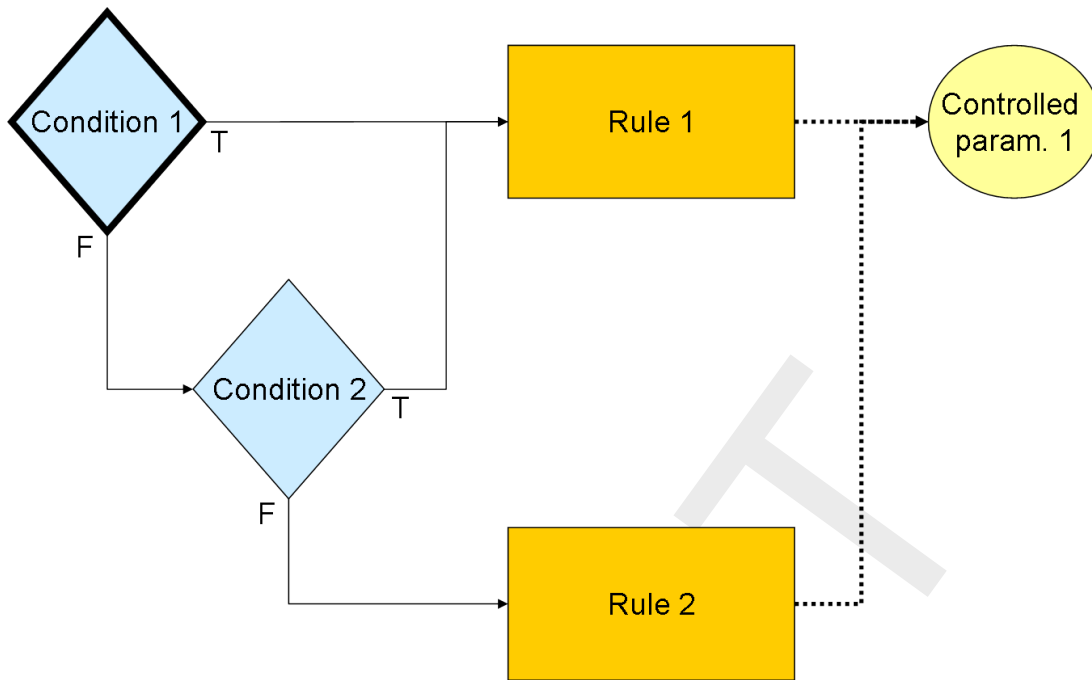 Condition 1
T
Rule 1
Controlled
param. 1
F
Condition 2
T
F
Rule 2
T